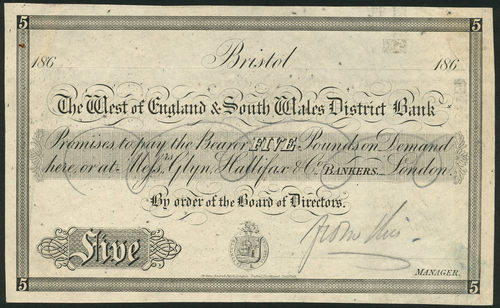 5 5
Bristol
186 186
The West of England & South Wales District Bank
Promises to pay the Bearer FIVE Pounds on Demand
here, or at Messrs. Glyn, Hallifax & Co. BANKERS London.
By order of the Board of Directors.
Five
MANAGER.
5 5